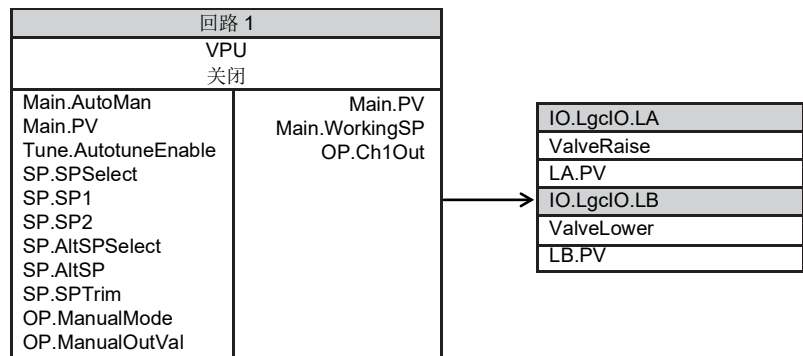 回路 1
VPU
关闭
Main.AutoMan
Main.PV
Tune.AutotuneEnable
SP.SPSelect
SP.SP1
SP.SP2
SP.AltSPSelect
SP.AltSP
SP.SPTrim
OP.ManualMode
OP.ManualOutVal
Main.PV
Main.WorkingSP
OP.Ch1Out
IO.LgcIO.LA
ValveRaise
LA.PV
IO.LgcIO.LB
ValveLower
LB.PV